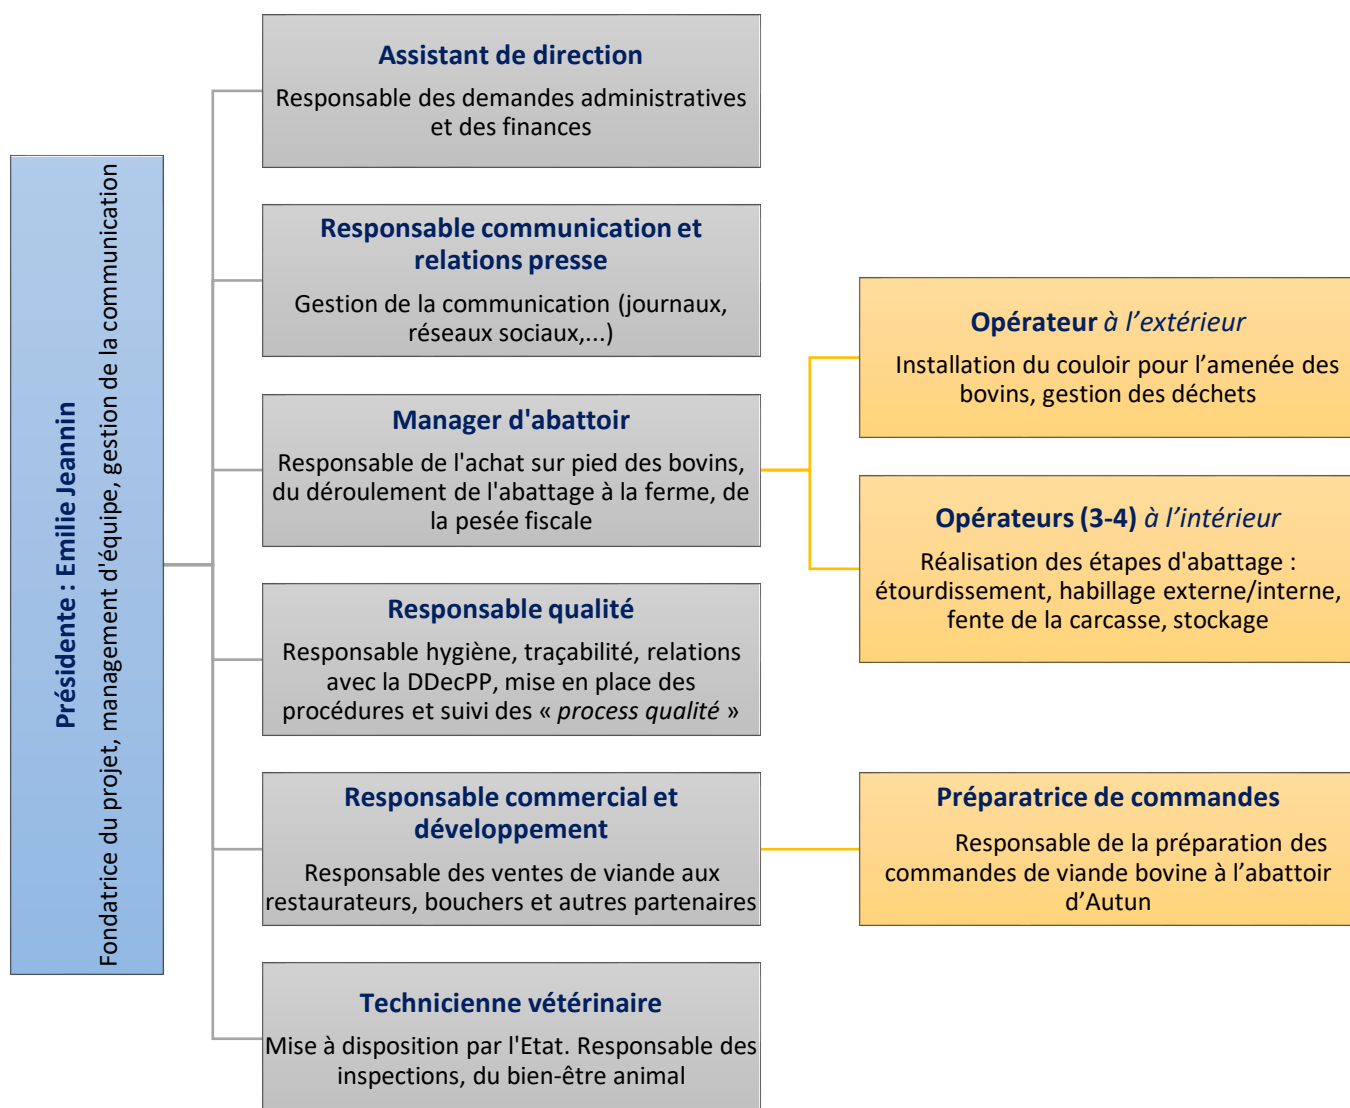 Présidente : Emilie Jeannin
Fondatrice du projet, management d'équipe, gestion de la communication
Assistant de direction
Responsable des demandes administratives
et des finances
Responsable communication et
relations presse
Gestion de la communication (journaux,
réseaux sociaux,...)
Manager d'abattoir
Responsable de l'achat sur pied des bovins,
du déroulement de l'abattage à la ferme, de
la pesée fiscale
Opérateur à l’extérieur
Installation du couloir pour l’amenée des
bovins, gestion des déchets
Opérateurs (3-4) à l’intérieur
Réalisation des étapes d'abattage :
étourdissement, habillage externe/interne,
fente de la carcasse, stockage
Responsable qualité
Responsable hygiène, traçabilité, relations
avec la DDecPP, mise en place des
procédures et suivi des « process qualité »
Responsable commercial et
développement
Responsable des ventes de viande aux
restaurateurs, bouchers et autres partenaires
Préparatrice de commandes
Responsable de la préparation des
commandes de viande bovine à l’abattoir
d’Autun
Technicienne vétérinaire
Mise à disposition par l'Etat. Responsable des
inspections, du bien-être animal